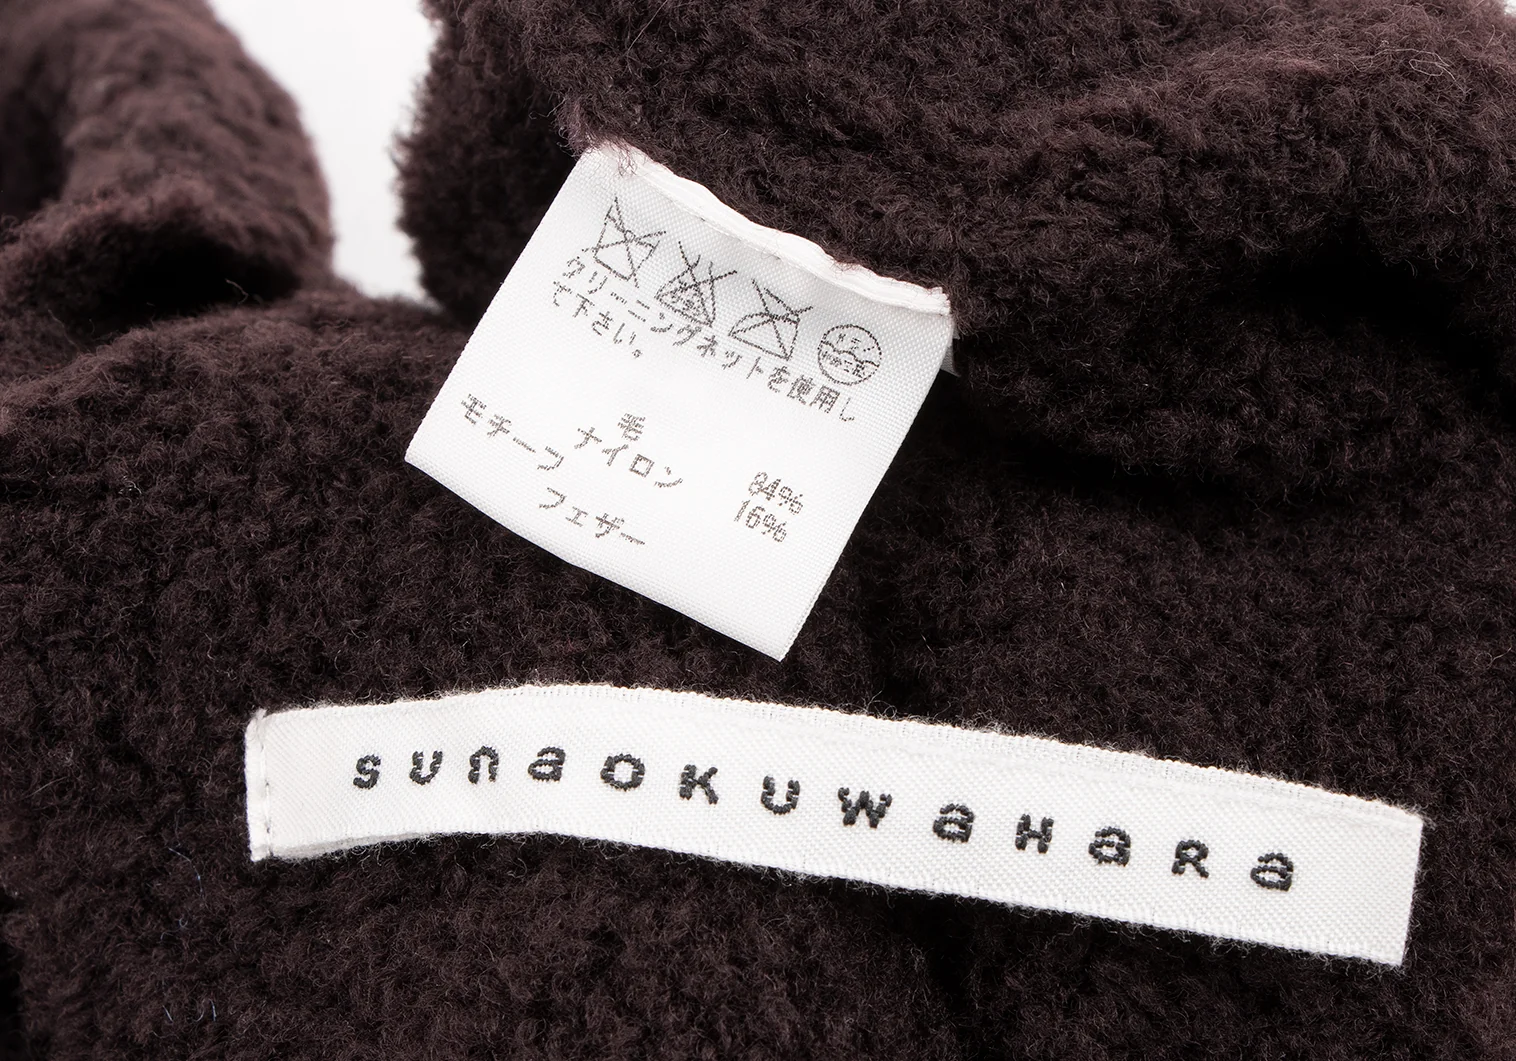 クリーニングネットを使用し
て下さい。
毛 84%
ナイロン 16%
モチーフ
フェザー
sunaoKuwaHaRa